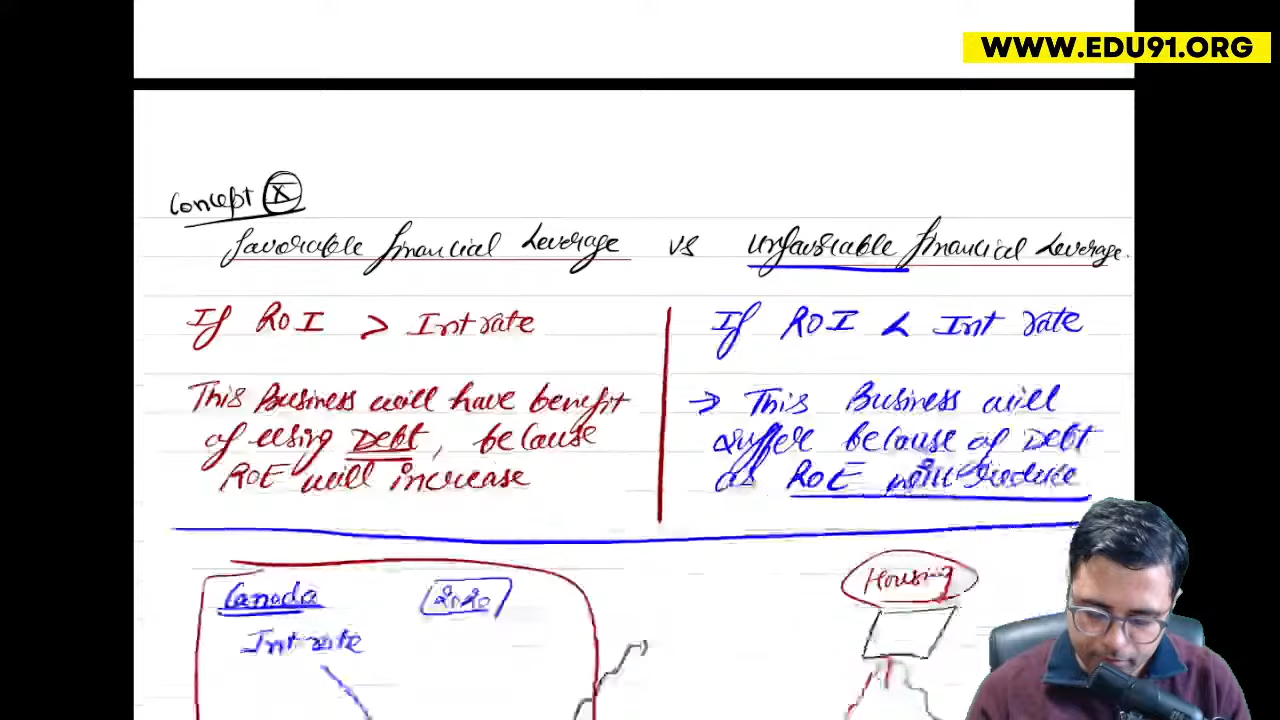 WWW.EDU91.ORG
Concept X
favorable financial Leverage vs unfavorable financial Leverage.
If ROI > Int rate
This Business will have benefit
of using Debt, because
ROE will increase
If ROI < Int rate
→ This Business will
suffer because of Debt
as ROE will reduce
Canada 2020
Int rate
Housing